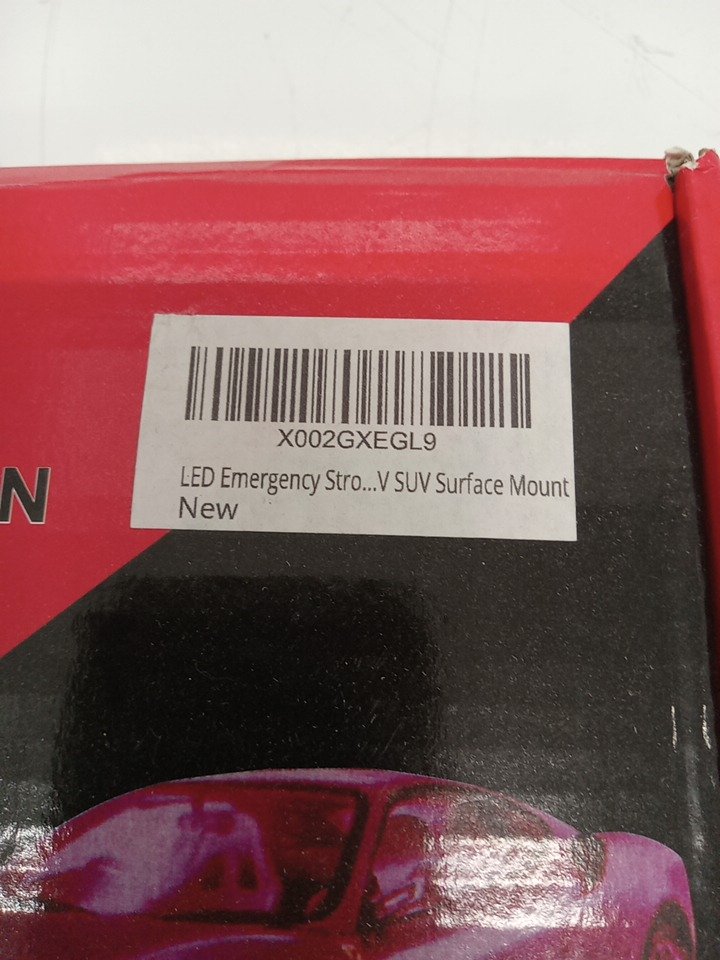 X002GXEGL9
LED Emergency Stro...V SUV Surface Mount
New
N